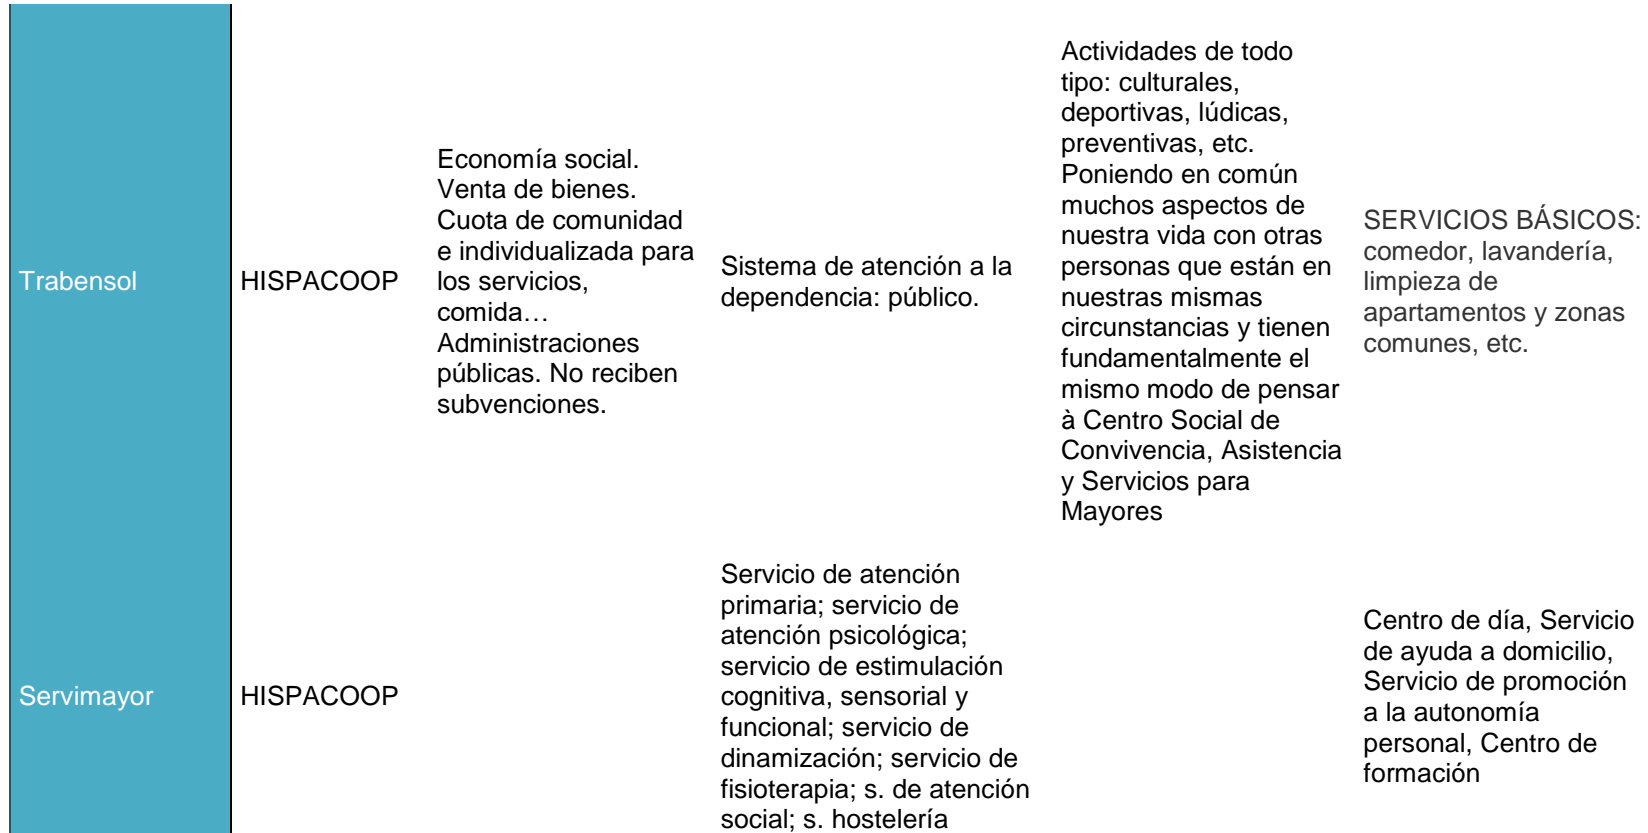 Trabensol
HISPACOOP
Economía social.
Venta de bienes.
Cuota de comunidad
e individualizada para
los servicios,
comida…
Administraciones
públicas. No reciben
subvenciones.
Sistema de atención a la
dependencia: público.
Actividades de todo
tipo: culturales,
deportivas, lúdicas,
preventivas, etc.
Poniendo en común
muchos aspectos de
nuestra vida con otras
personas que están en
nuestras mismas
circunstancias y tienen
fundamentalmente el
mismo modo de pensar
à Centro Social de
Convivencia, Asistencia
y Servicios para
Mayores
SERVICIOS BÁSICOS:
comedor, lavandería,
limpieza de
apartamentos y zonas
comunes, etc.
Servimayor
HISPACOOP
Servicio de atención
primaria; servicio de
atención psicológica;
servicio de estimulación
cognitiva, sensorial y
funcional; servicio de
dinamización; servicio de
fisioterapia; s. de atención
social; s. hostelería
Centro de día, Servicio
de ayuda a domicilio,
Servicio de promoción
a la autonomía
personal, Centro de
formación